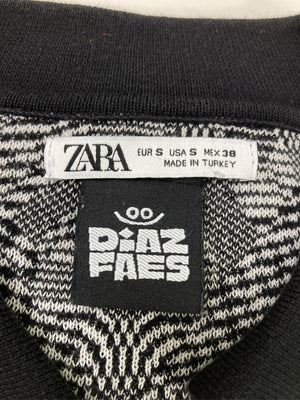 ZARA
EUR S USA S MEX 38
MADE IN TURKEY
DiAZ
FAES